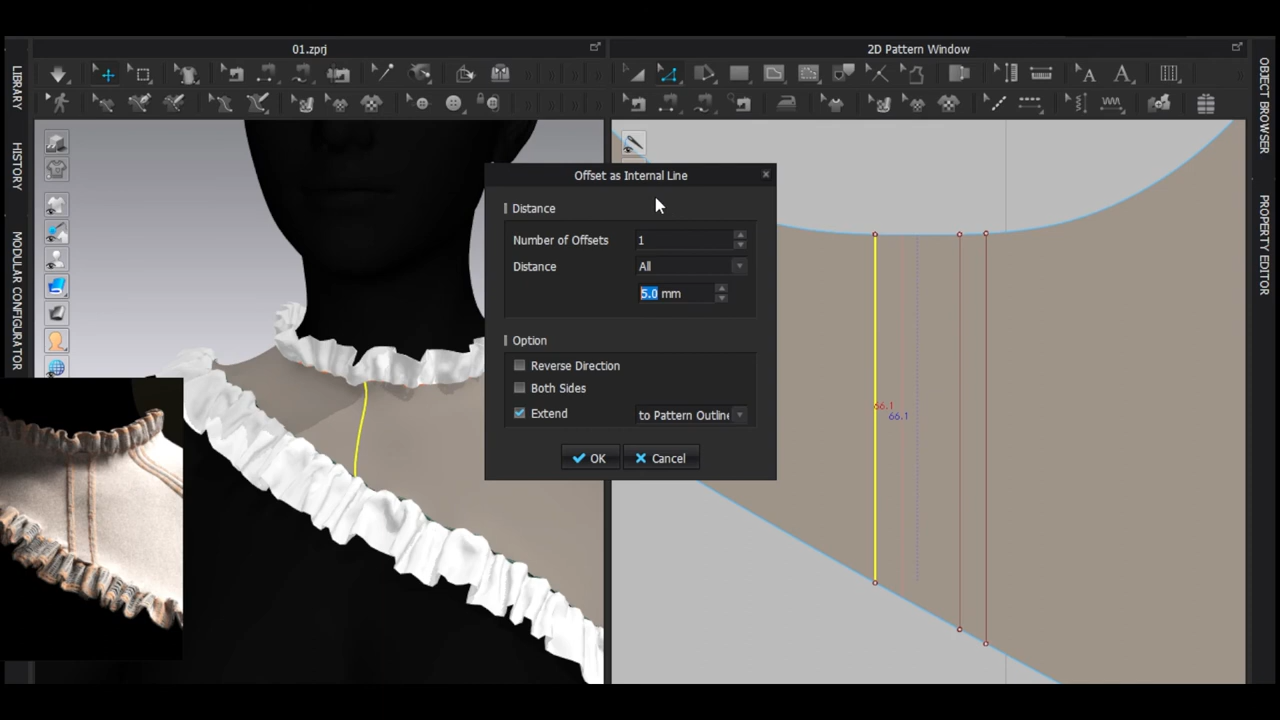 01.zprj
2D Pattern Window
LIBRARY
HISTORY
MODULAR CONFIGURATOR
OBJECT BROWSER
PROPERTY EDITOR
Offset as Internal Line
Distance
Number of Offsets 1
Distance All
5.0 mm
Option
Reverse Direction
Both Sides
Extend to Pattern Outline
OK Cancel
66.1
66.1